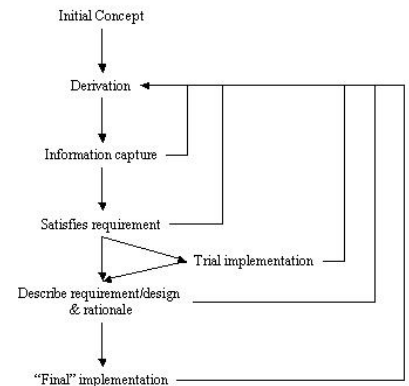 Initial Concept
Derivation
Information capture
Satisfies requirement
Trial implementation
Describe requirement/design
& rationale
“Final” implementation